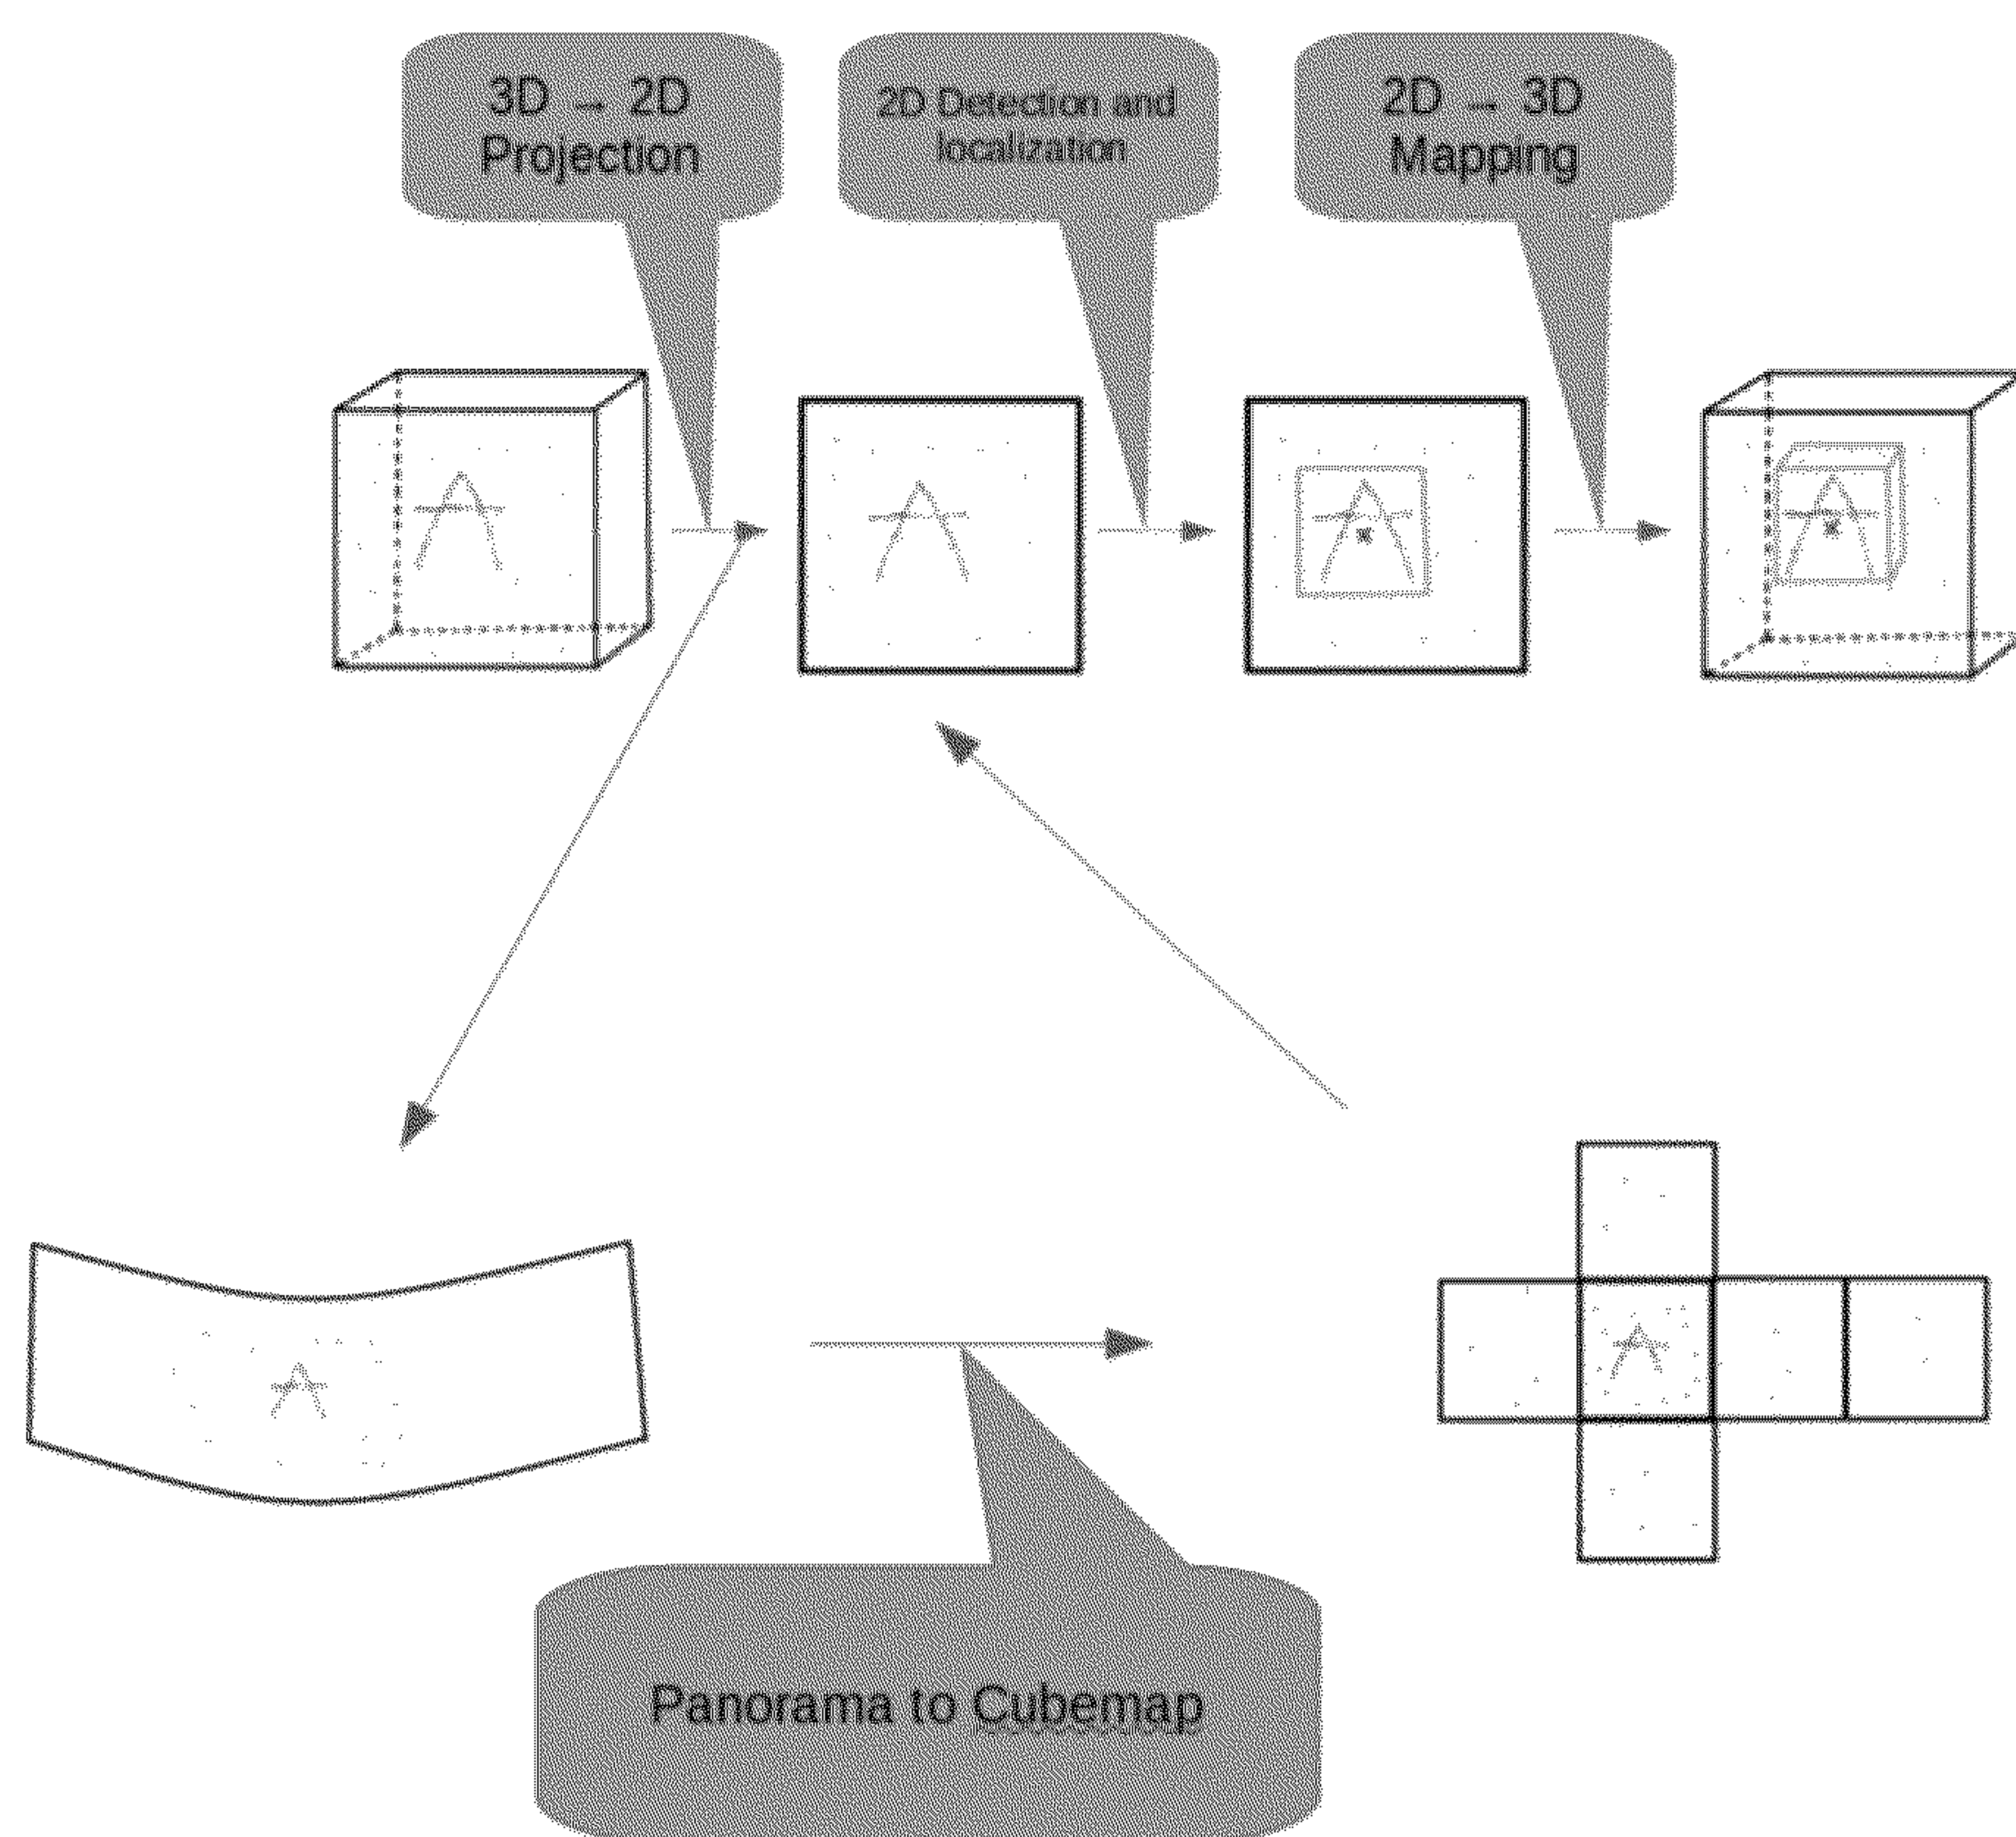 3D → 2D
Projection
2D Detection and
localization
2D → 3D
Mapping
Panorama to Cubemap